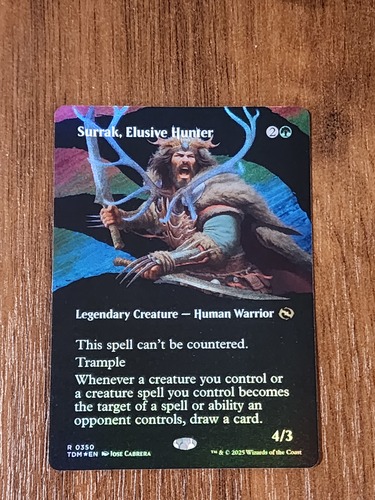 Surrak, Elusive Hunter 2
Legendary Creature — Human Warrior
This spell can't be countered.
Trample
Whenever a creature you control or
a creature spell you control becomes
the target of a spell or ability an
opponent controls, draw a card.
4/3
R 0350
TDM★EN Jose Cabrera
™ & © 2025 Wizards of the Coast